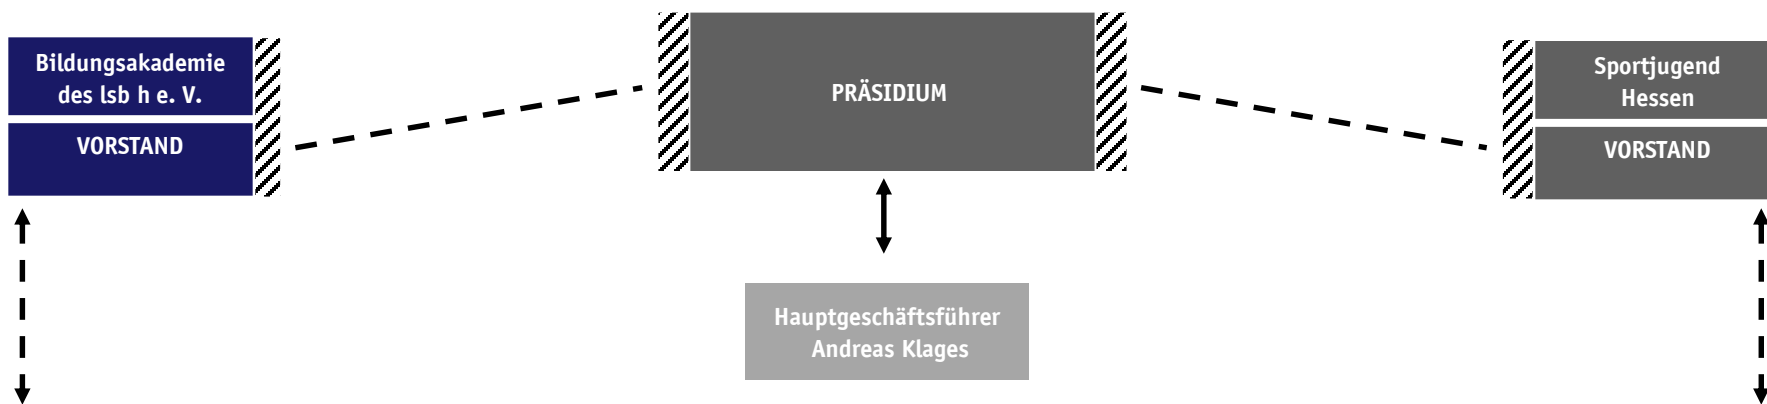 Bildungsakademie
des lsb h e. V.
VORSTAND
PRÄSIDIUM
Hauptgeschäftsführer
Andreas Klages
Sportjugend
Hessen
VORSTAND